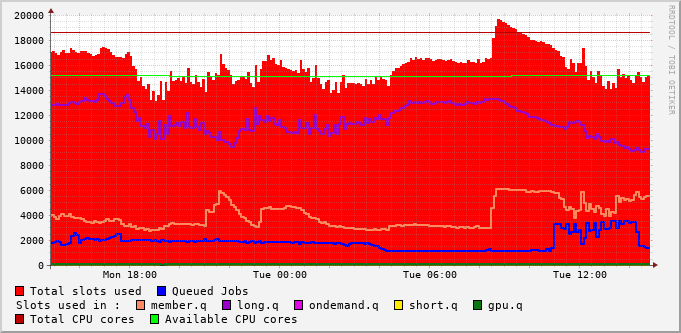 20000
18000
16000
14000
12000
10000
8000
6000
4000
2000
0
Mon 18:00 Tue 00:00 Tue 06:00 Tue 12:00
RRDTOOL / TOBI OETIKER
Total slots used Queued Jobs
Slots used in : member.q long.q ondemand.q short.q gpu.q
Total CPU cores Available CPU cores